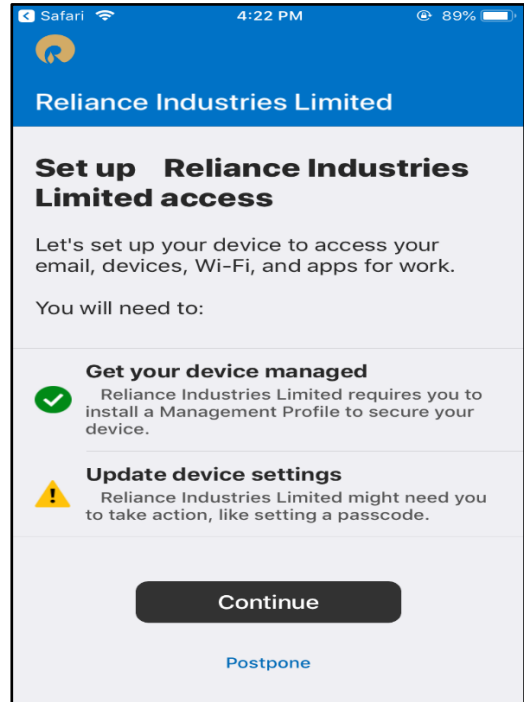 Safari 4:22 PM 89%
Reliance Industries Limited
Set up Reliance Industries
Limited access
Let's set up your device to access your
email, devices, Wi-Fi, and apps for work.
You will need to:
Get your device managed
Reliance Industries Limited requires you to
install a Management Profile to secure your
device.
Update device settings
Reliance Industries Limited might need you
to take action, like setting a passcode.
Continue
Postpone